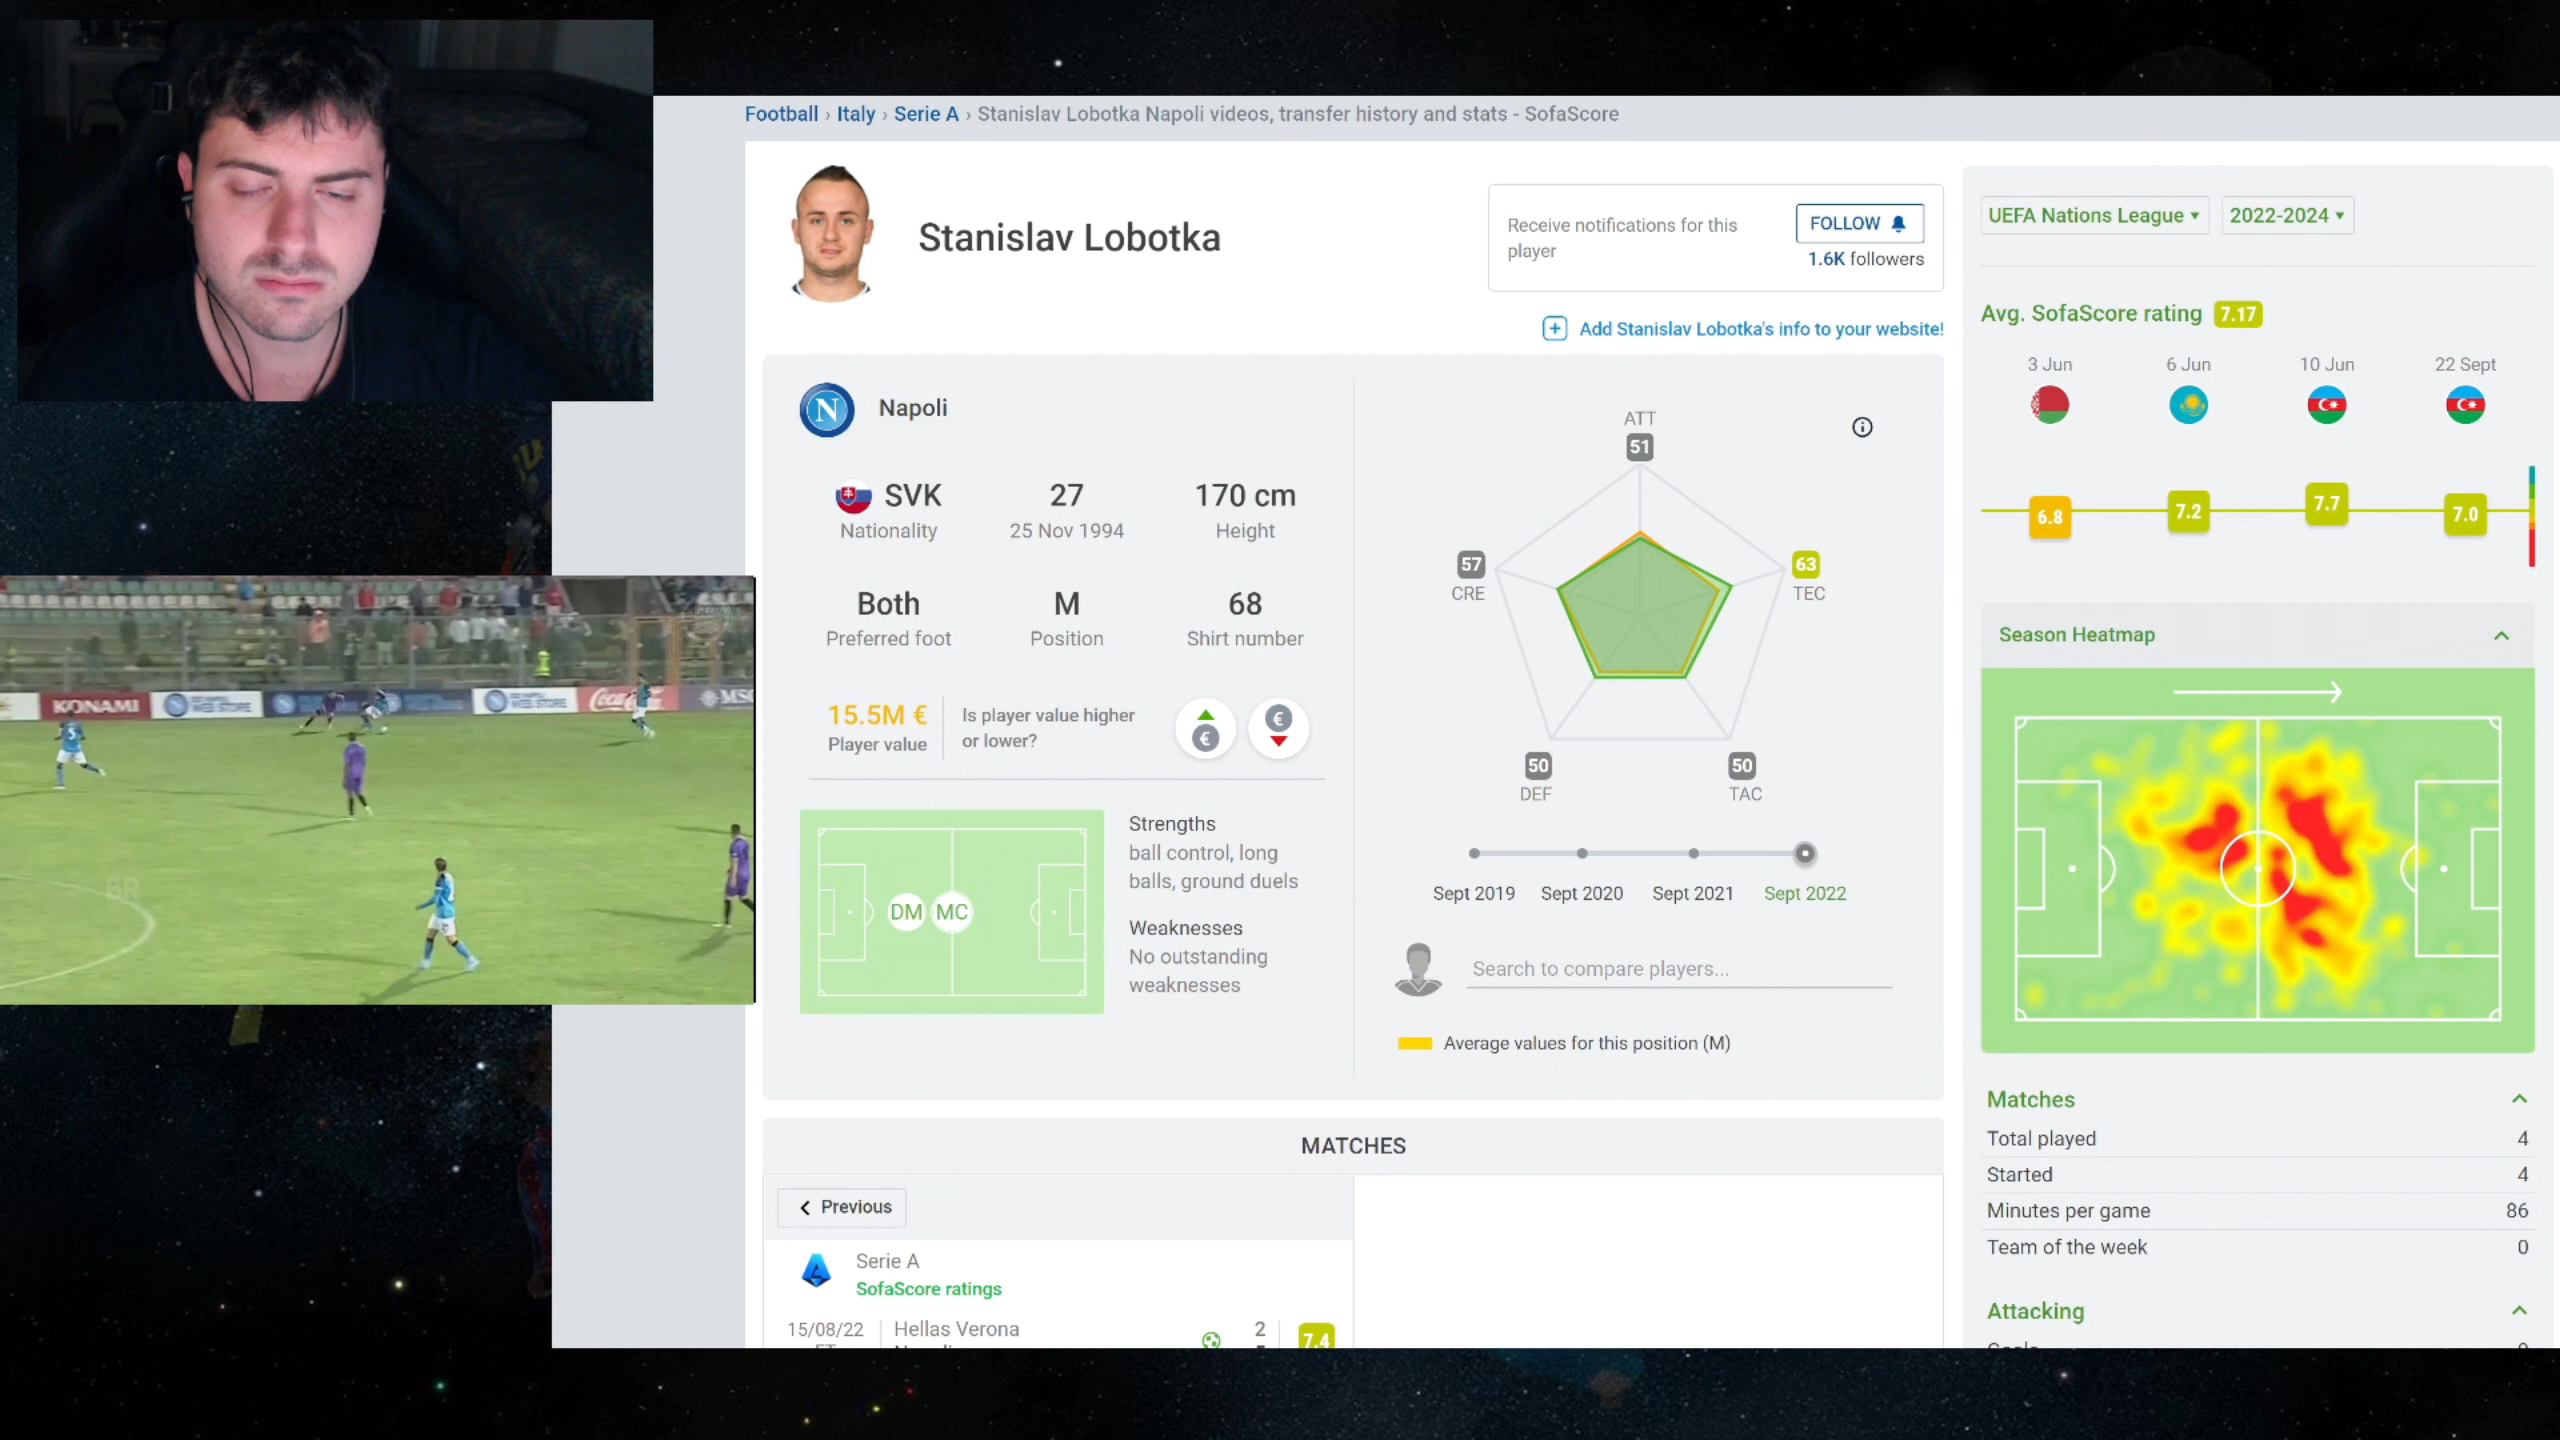 Football › Italy › Serie A › Stanislav Lobotka Napoli videos, transfer history and stats - SofaScore
Stanislav Lobotka
Receive notifications for this
player
FOLLOW
1.6K followers
Add Stanislav Lobotka's info to your website!
N
Napoli
SVK
Nationality
27
25 Nov 1994
170 cm
Height
Both
Preferred foot
M
Position
68
Shirt number
15.5M €
Player value
Is player value higher
or lower?
€
€
DM
MC
Strengths
ball control, long
balls, ground duels
Weaknesses
No outstanding
weaknesses
ATT
51
57
CRE
63
TEC
50
DEF
50
TAC
Sept 2019
Sept 2020
Sept 2021
Sept 2022
Search to compare players...
Average values for this position (M)
MATCHES
Previous
Serie A
SofaScore ratings
15/08/22
Hellas Verona
2
7.4
UEFA Nations League
2022-2024
Avg. SofaScore rating 7.17
3 Jun
6 Jun
10 Jun
22 Sept
6.8
7.2
7.7
7.0
Season Heatmap
Matches
Total played 4
Started 4
Minutes per game 86
Team of the week 0
Attacking
KONAMI
Coca-Cola
MSC
5
BR